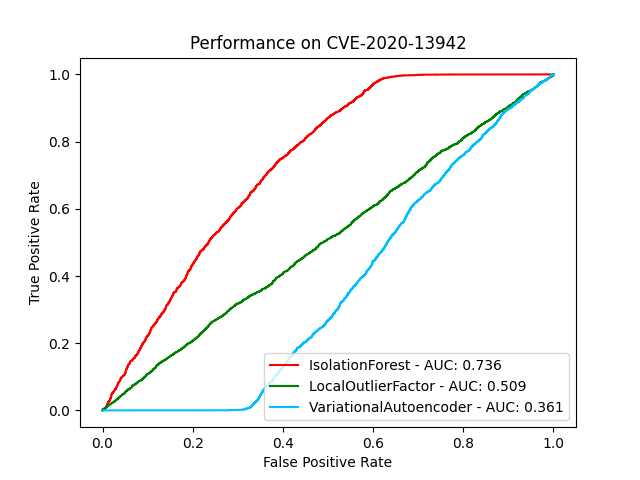 Performance on CVE-2020-13942
1.0
0.8
0.6
0.4
0.2
0.0
True Positive Rate
IsolationForest - AUC: 0.736
LocalOutlierFactor - AUC: 0.509
VariationalAutoencoder - AUC: 0.361
0.0 0.2 0.4 0.6 0.8 1.0
False Positive Rate